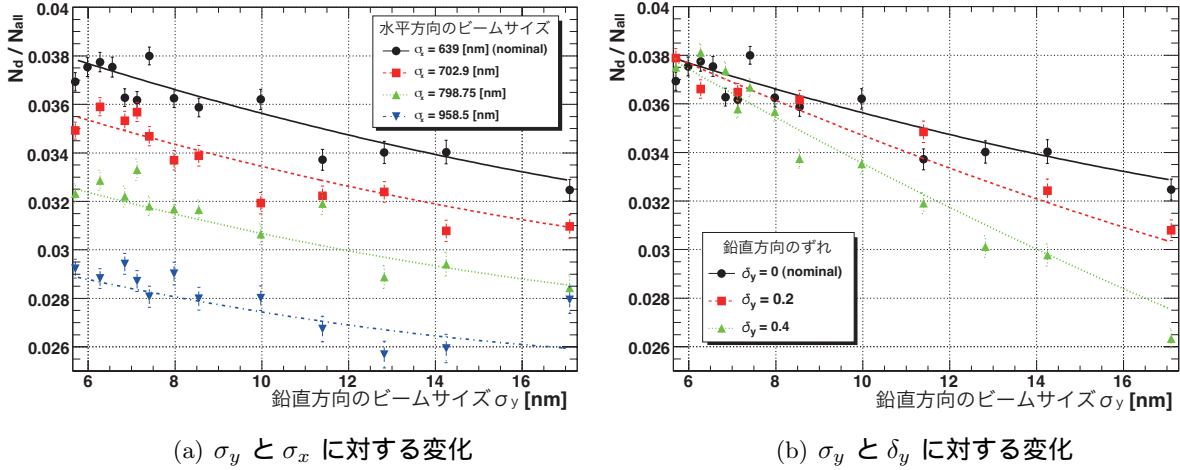 N_d / N_all
0.04
0.038
0.036
0.034
0.032
0.03
0.028
0.026
6
8
10
12
14
16
鉛直方向のビームサイズ σ_y [nm]
水平方向のビームサイズ
σ_x = 639 [nm] (nominal)
σ_x = 702.9 [nm]
σ_x = 798.75 [nm]
σ_x = 958.5 [nm]
(a) σ_y と σ_x に対する変化
N_d / N_all
0.04
0.038
0.036
0.034
0.032
0.03
0.028
0.026
6
8
10
12
14
16
鉛直方向のビームサイズ σ_y [nm]
鉛直方向のずれ
δ_y = 0 (nominal)
δ_y = 0.2
δ_y = 0.4
(b) σ_y と δ_y に対する変化